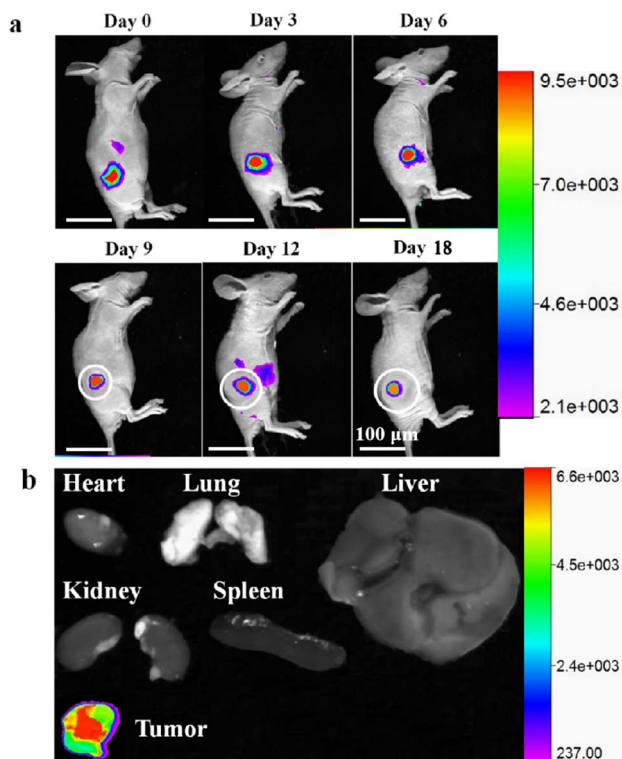 a
Day 0 Day 3 Day 6
9.5e+003
7.0e+003
4.6e+003
2.1e+003
Day 9 Day 12 Day 18
100 μm
b
Heart Lung Liver
Kidney Spleen
Tumor
6.6e+003
4.5e+003
2.4e+003
237.00